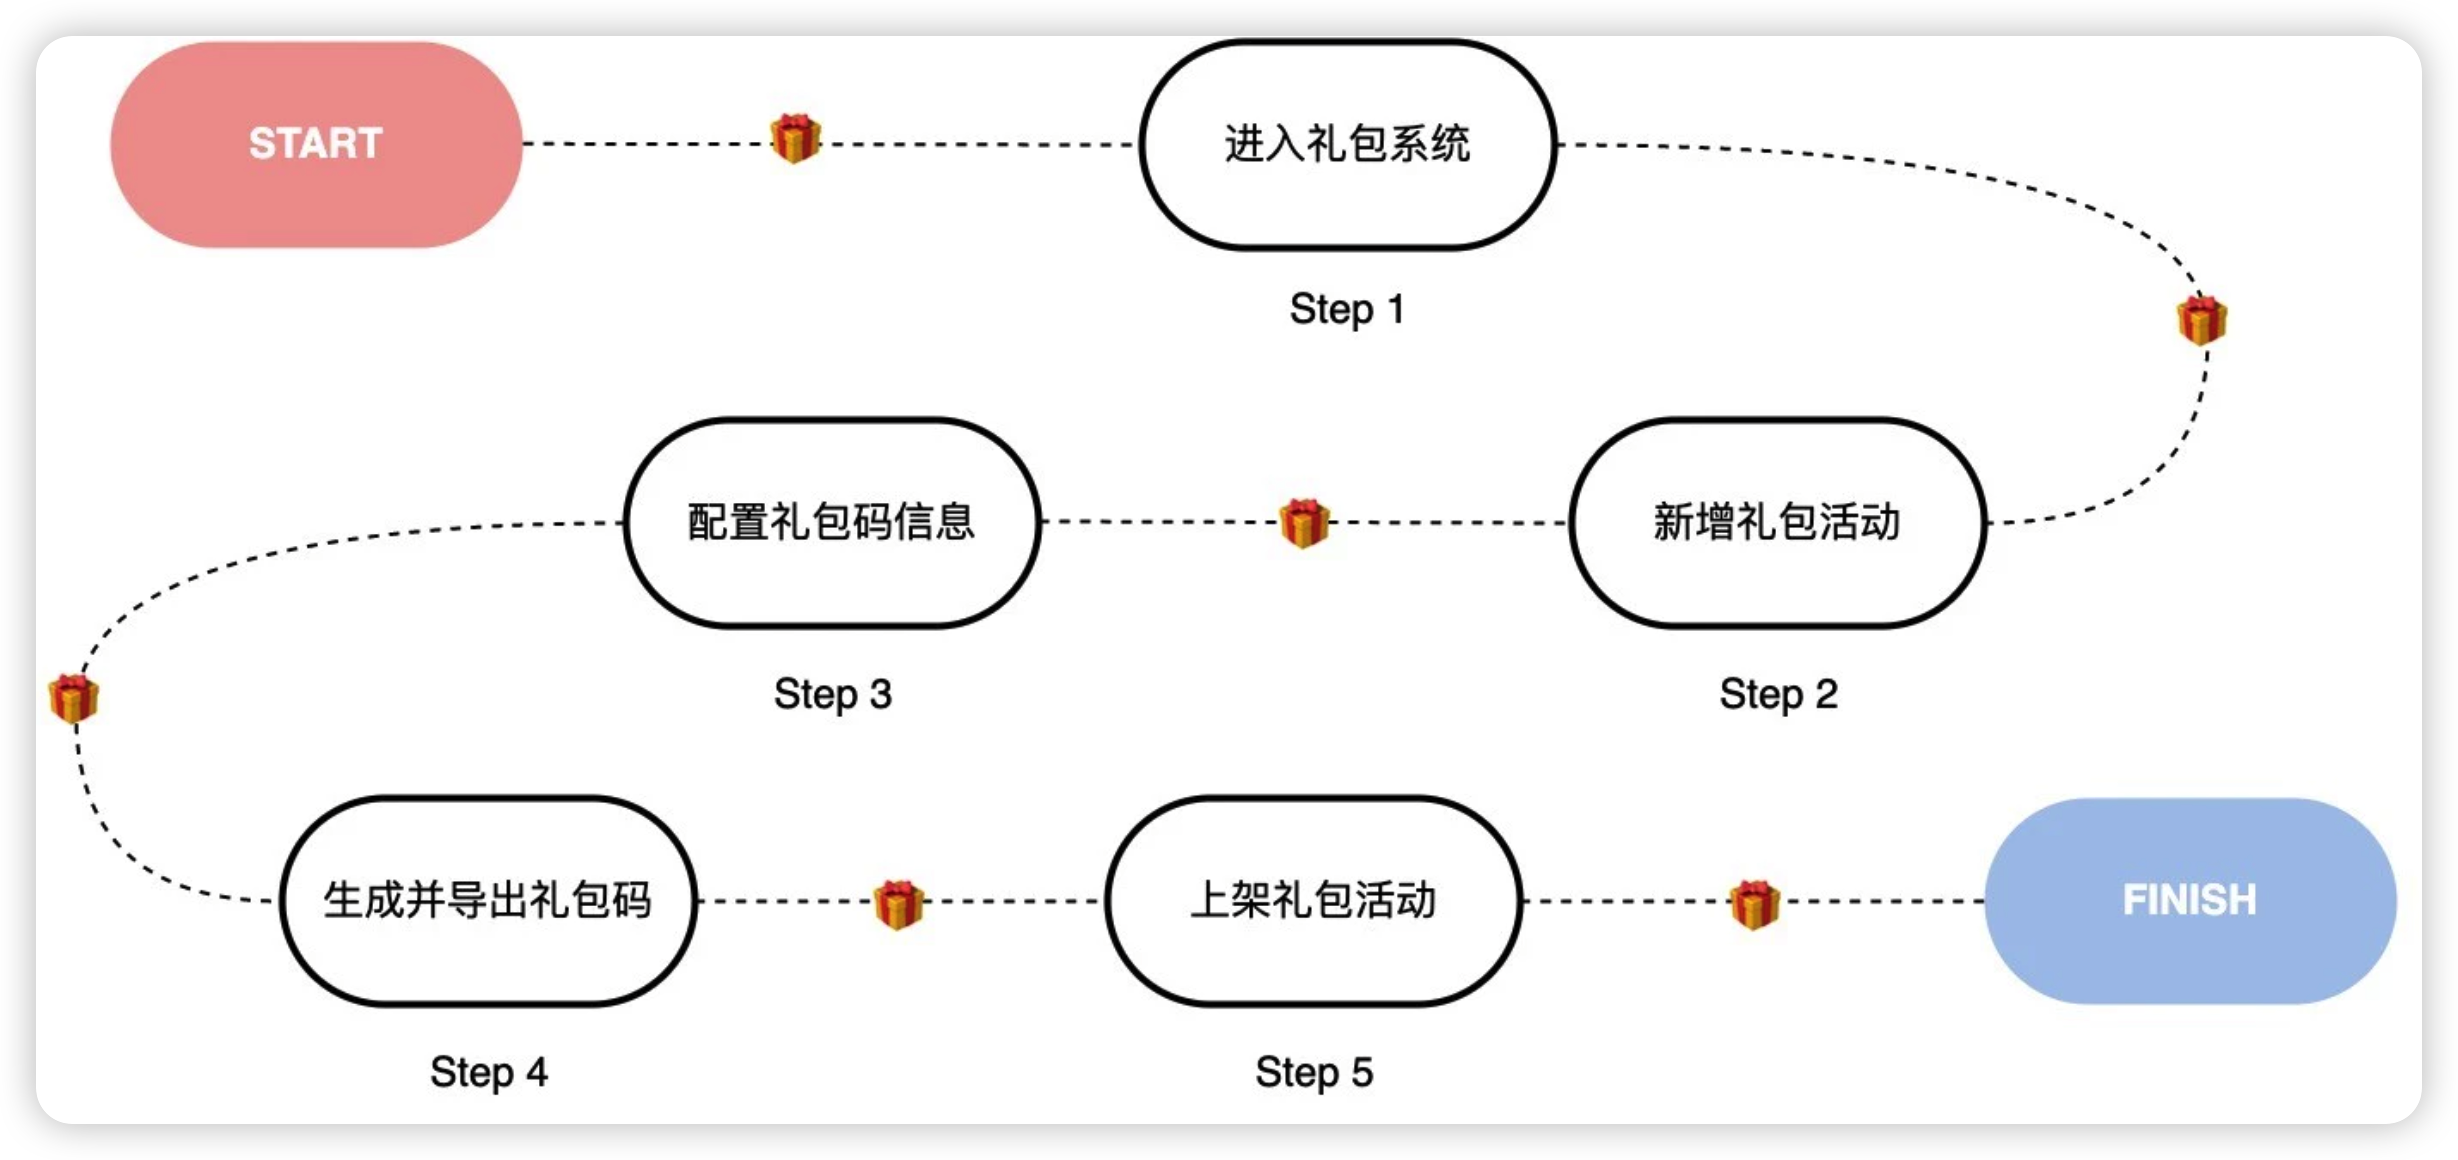 START
进入礼包系统
Step 1
新增礼包活动
Step 2
配置礼包码信息
Step 3
生成并导出礼包码
Step 4
上架礼包活动
Step 5
FINISH